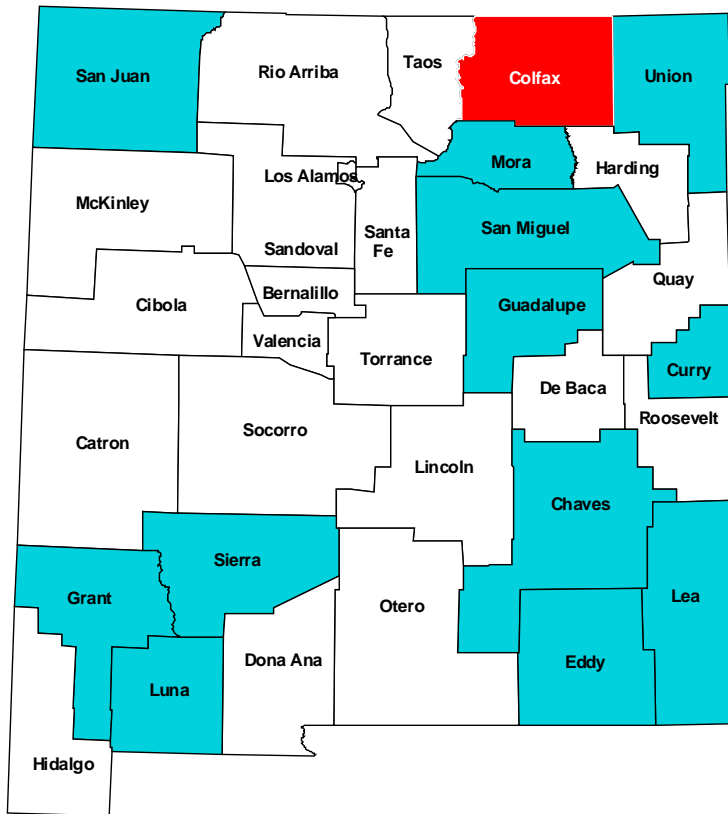 Taos
Rio Arriba
San Juan
Colfax
Union
Mora
Harding
Los Alamos
McKinley
Santa
Fe
San Miguel
Sandoval
Quay
Bernalillo
Cibola
Guadalupe
Valencia
Torrance
Curry
De Baca
Roosevelt
Socorro
Catron
Lincoln
Chaves
Sierra
Grant
Otero
Lea
Dona Ana
Eddy
Luna
Hidalgo